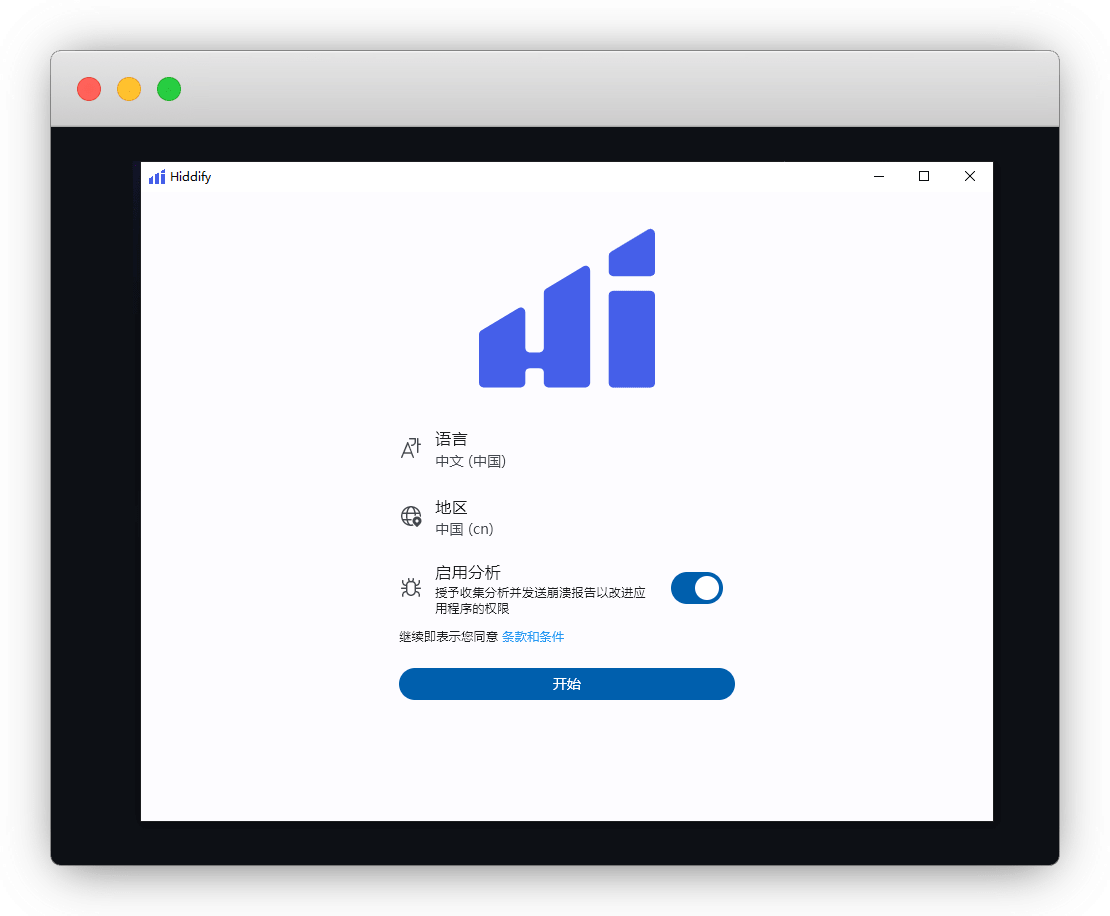 Hiddify
语言
中文 (中国)
地区
中国 (cn)
启用分析
授予收集分析并发送崩溃报告以改进应
用程序的权限
继续即表示您同意 条款和条件
开始